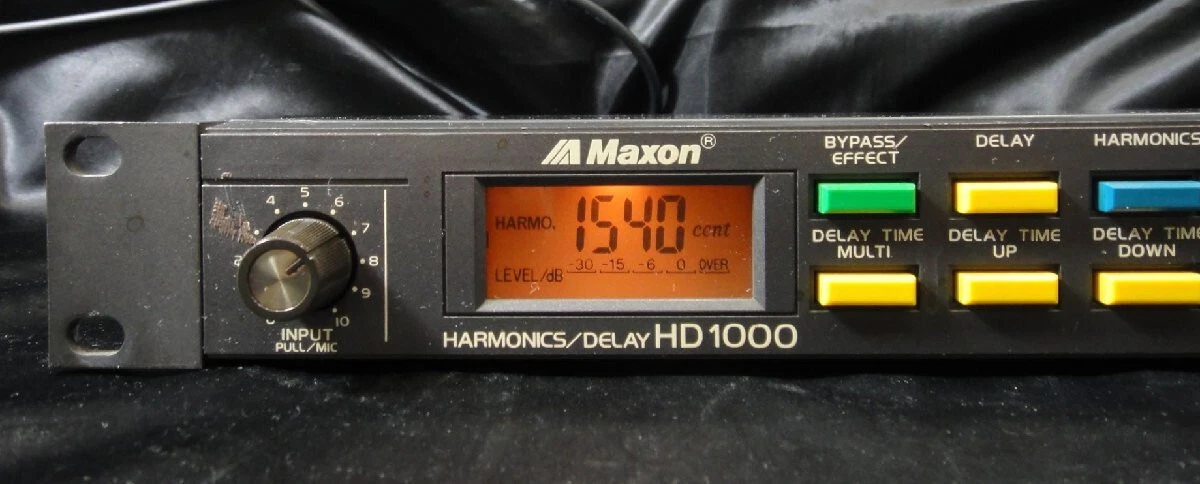 Maxon®
BYPASS/
EFFECT
DELAY
HARMONICS
4 5 6
7
8
9
10
INPUT
PULL/MIC
HARMO. 1540 cent
-30 -15 -6 0 OVER
LEVEL/dB
DELAY TIME
MULTI
DELAY TIME
UP
DELAY TIME
DOWN
HARMONICS/DELAY HD1000